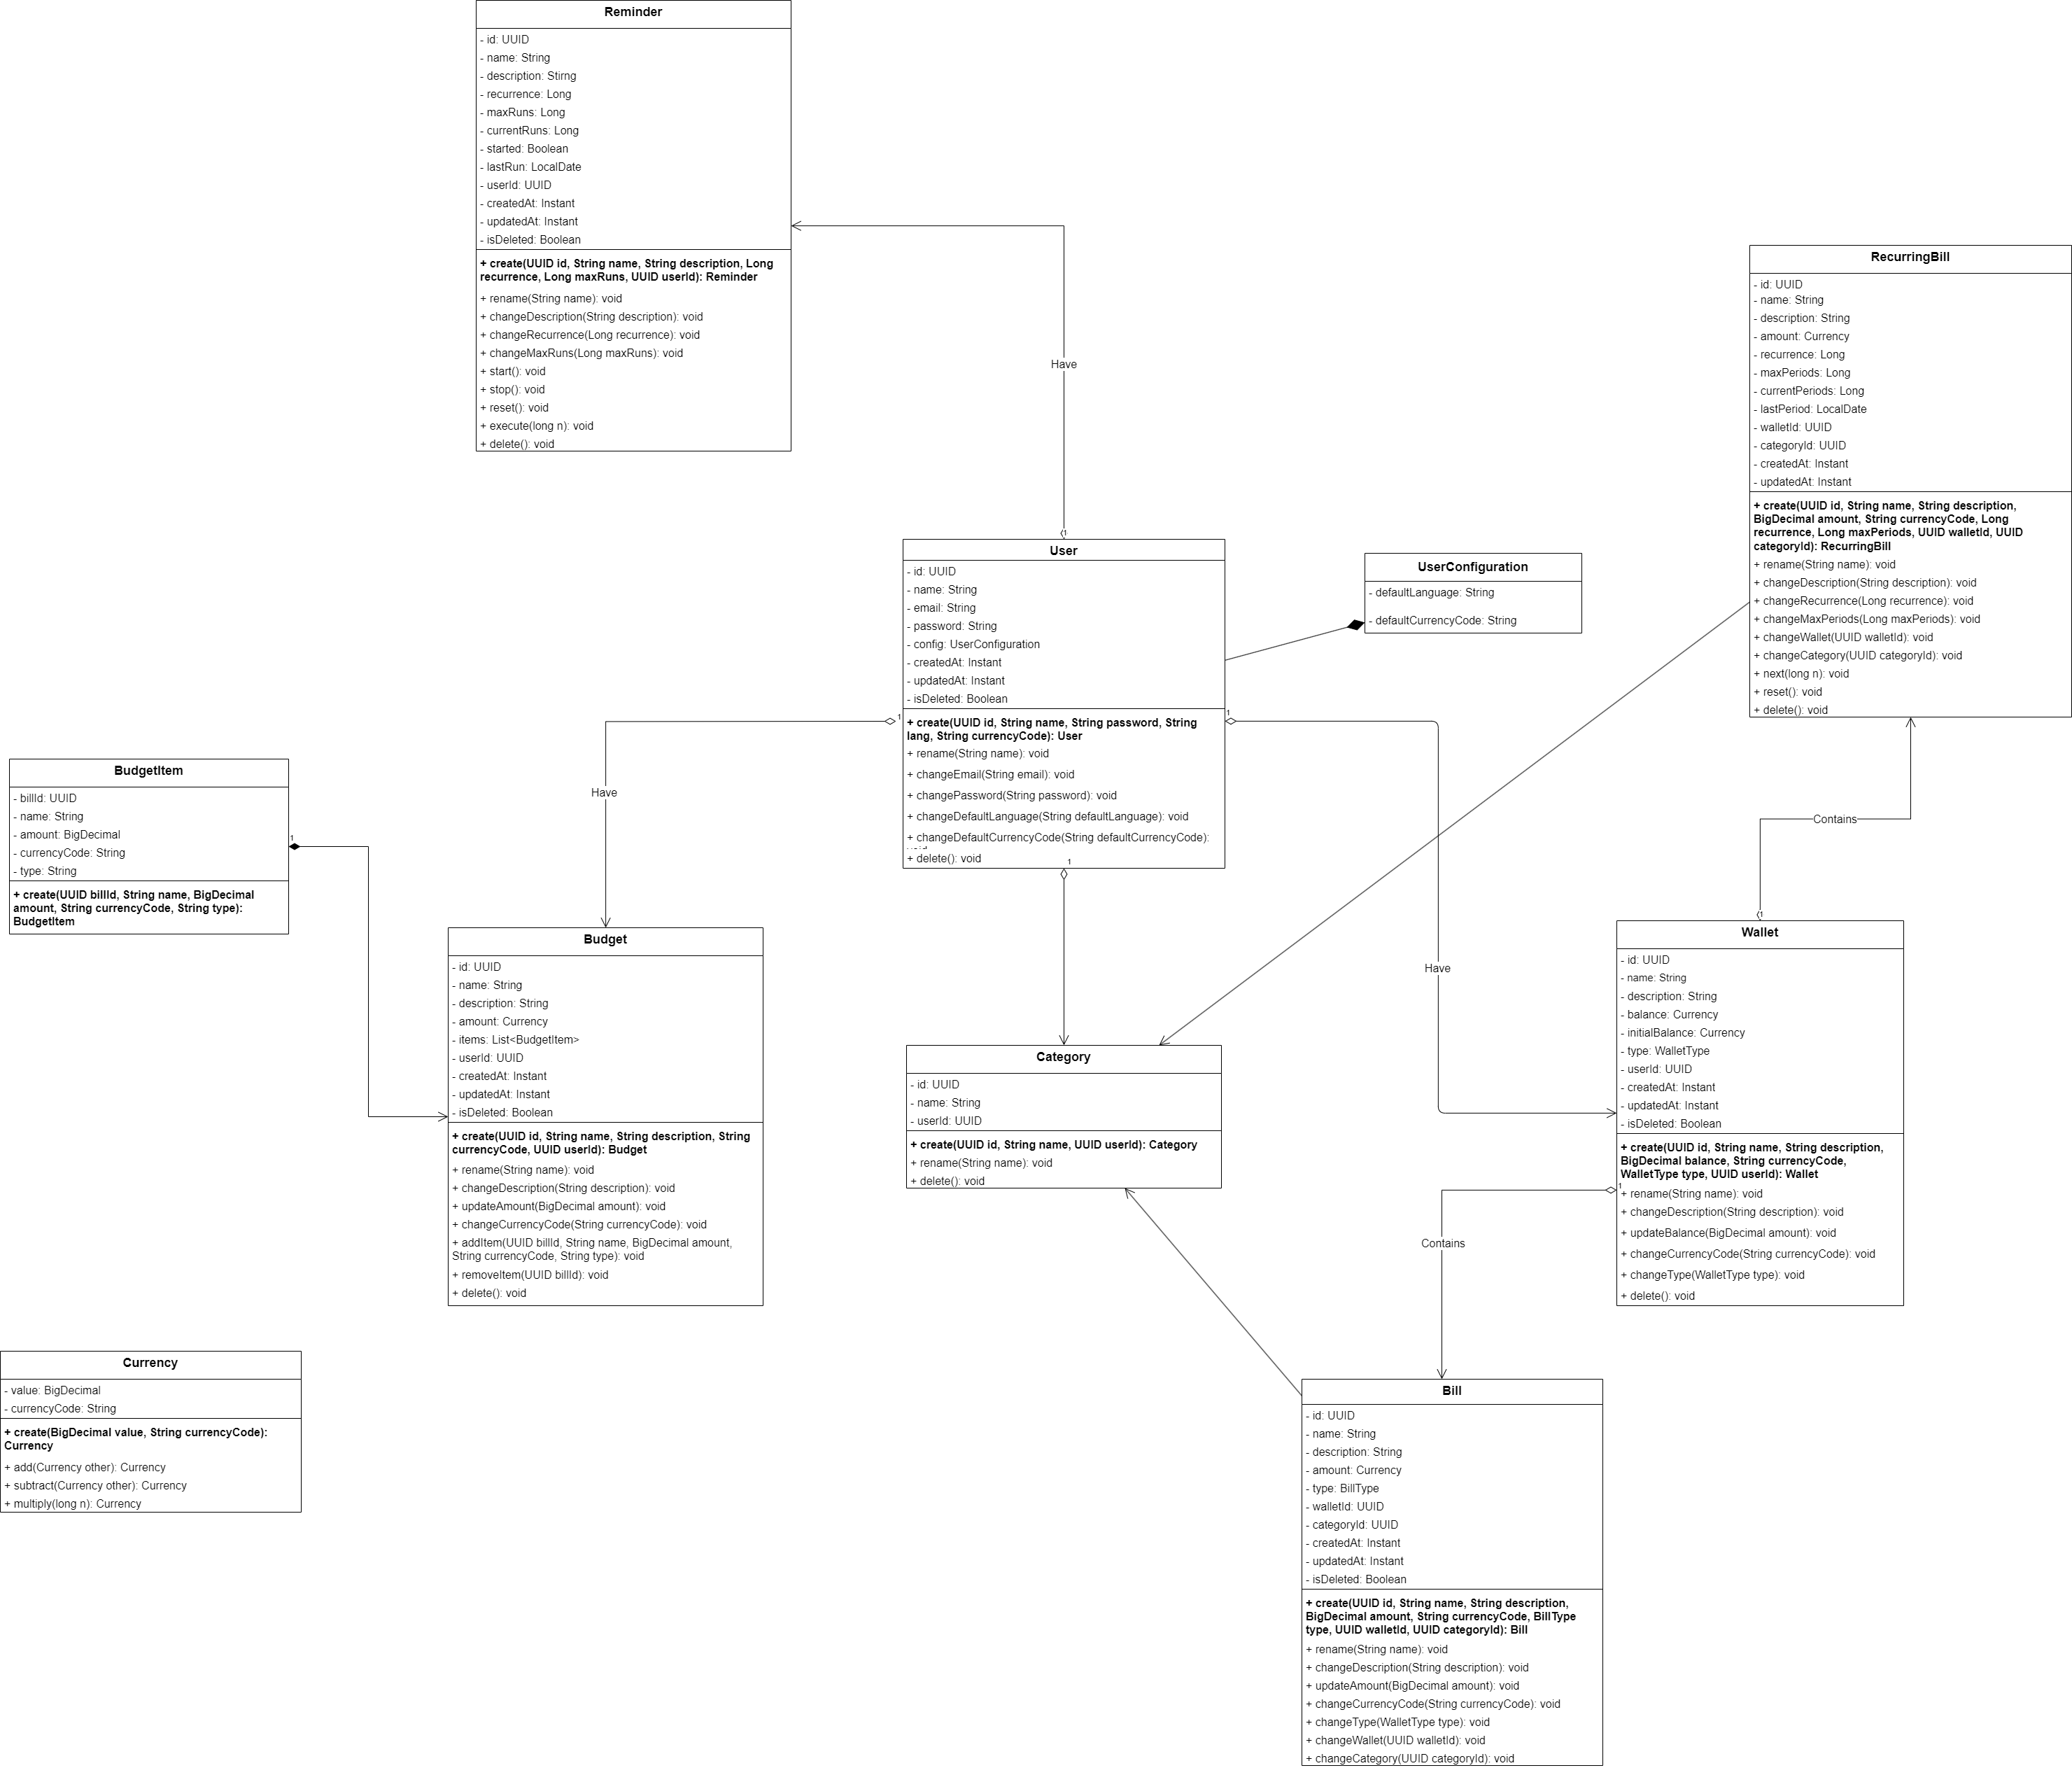 Reminder
- id: UUID
- name: String
- description: Stirng
- recurrence: Long
- maxRuns: Long
- currentRuns: Long
- started: Boolean
- lastRun: LocalDate
- userId: UUID
- createdAt: Instant
- updatedAt: Instant
- isDeleted: Boolean
+ create(UUID id, String name, String description, Long
recurrence, Long maxRuns, UUID userId): Reminder
+ rename(String name): void
+ changeDescription(String description): void
+ changeRecurrence(Long recurrence): void
+ changeMaxRuns(Long maxRuns): void
+ start(): void
+ stop(): void
+ reset(): void
+ execute(long n): void
+ delete(): void
Have
1
RecurringBill
- id: UUID
- name: String
- description: String
- amount: Currency
- recurrence: Long
- maxPeriods: Long
- currentPeriods: Long
- lastPeriod: LocalDate
- walletId: UUID
- categoryId: UUID
- createdAt: Instant
- updatedAt: Instant
+ create(UUID id, String name, String description,
BigDecimal amount, String currencyCode, Long
recurrence, Long maxPeriods, UUID walletId, UUID
categoryId): RecurringBill
+ rename(String name): void
+ changeDescription(String description): void
+ changeRecurrence(Long recurrence): void
+ changeMaxPeriods(Long maxPeriods): void
+ changeWallet(UUID walletId): void
+ changeCategory(UUID categoryId): void
+ next(long n): void
+ reset(): void
+ delete(): void
User
- id: UUID
- name: String
- email: String
- password: String
- config: UserConfiguration
- createdAt: Instant
- updatedAt: Instant
- isDeleted: Boolean
+ create(UUID id, String name, String password, String
lang, String currencyCode): User
+ rename(String name): void
+ changeEmail(String email): void
+ changePassword(String password): void
+ changeDefaultLanguage(String defaultLanguage): void
+ changeDefaultCurrencyCode(String defaultCurrencyCode):
+ delete(): void
1
1
1
UserConfiguration
- defaultLanguage: String
- defaultCurrencyCode: String
Have
BudgetItem
- billId: UUID
- name: String
- amount: BigDecimal
- currencyCode: String
- type: String
+ create(UUID billId, String name, BigDecimal
amount, String currencyCode, String type):
BudgetItem
1
Contains
1
Have
Budget
- id: UUID
- name: String
- description: String
- amount: Currency
- items: List<BudgetItem>
- userId: UUID
- createdAt: Instant
- updatedAt: Instant
- isDeleted: Boolean
+ create(UUID id, String name, String description, String
currencyCode, UUID userId): Budget
+ rename(String name): void
+ changeDescription(String description): void
+ updateAmount(BigDecimal amount): void
+ changeCurrencyCode(String currencyCode): void
+ addItem(UUID billId, String name, BigDecimal amount,
String currencyCode, String type): void
+ removeItem(UUID billId): void
+ delete(): void
Category
- id: UUID
- name: String
- userId: UUID
+ create(UUID id, String name, UUID userId): Category
+ rename(String name): void
+ delete(): void
Wallet
- id: UUID
- name: String
- description: String
- balance: Currency
- initialBalance: Currency
- type: WalletType
- userId: UUID
- createdAt: Instant
- updatedAt: Instant
- isDeleted: Boolean
+ create(UUID id, String name, String description,
BigDecimal balance, String currencyCode,
WalletType type, UUID userId): Wallet
+ rename(String name): void
+ changeDescription(String description): void
+ updateBalance(BigDecimal amount): void
+ changeCurrencyCode(String currencyCode): void
+ changeType(WalletType type): void
+ delete(): void
1
Contains
Currency
- value: BigDecimal
- currencyCode: String
+ create(BigDecimal value, String currencyCode):
Currency
+ add(Currency other): Currency
+ subtract(Currency other): Currency
+ multiply(long n): Currency
Bill
- id: UUID
- name: String
- description: String
- amount: Currency
- type: BillType
- walletId: UUID
- categoryId: UUID
- createdAt: Instant
- updatedAt: Instant
- isDeleted: Boolean
+ create(UUID id, String name, String description,
BigDecimal amount, String currencyCode, BillType
type, UUID walletId, UUID categoryId): Bill
+ rename(String name): void
+ changeDescription(String description): void
+ updateAmount(BigDecimal amount): void
+ changeCurrencyCode(String currencyCode): void
+ changeType(WalletType type): void
+ changeWallet(UUID walletId): void
+ changeCategory(UUID categoryId): void